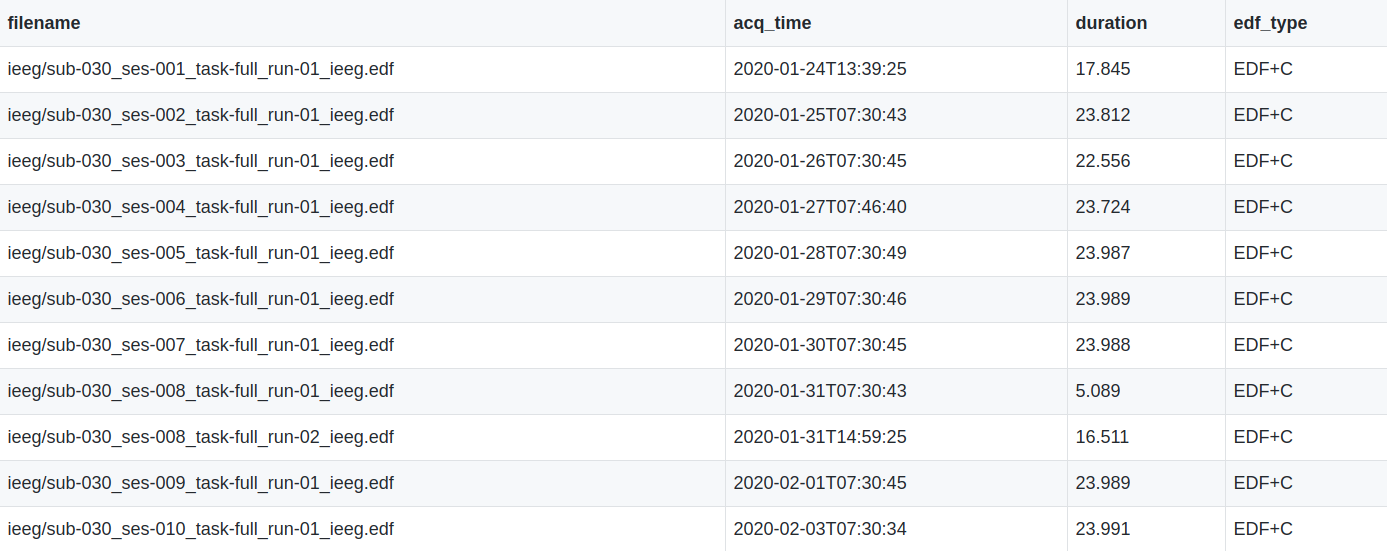 filename acq_time duration edf_type
ieeg/sub-030_ses-001_task-full_run-01_ieeg.edf 2020-01-24T13:39:25 17.845 EDF+C
ieeg/sub-030_ses-002_task-full_run-01_ieeg.edf 2020-01-25T07:30:43 23.812 EDF+C
ieeg/sub-030_ses-003_task-full_run-01_ieeg.edf 2020-01-26T07:30:45 22.556 EDF+C
ieeg/sub-030_ses-004_task-full_run-01_ieeg.edf 2020-01-27T07:46:40 23.724 EDF+C
ieeg/sub-030_ses-005_task-full_run-01_ieeg.edf 2020-01-28T07:30:49 23.987 EDF+C
ieeg/sub-030_ses-006_task-full_run-01_ieeg.edf 2020-01-29T07:30:46 23.989 EDF+C
ieeg/sub-030_ses-007_task-full_run-01_ieeg.edf 2020-01-30T07:30:45 23.988 EDF+C
ieeg/sub-030_ses-008_task-full_run-01_ieeg.edf 2020-01-31T07:30:43 5.089 EDF+C
ieeg/sub-030_ses-008_task-full_run-02_ieeg.edf 2020-01-31T14:59:25 16.511 EDF+C
ieeg/sub-030_ses-009_task-full_run-01_ieeg.edf 2020-02-01T07:30:45 23.989 EDF+C
ieeg/sub-030_ses-010_task-full_run-01_ieeg.edf 2020-02-03T07:30:34 23.991 EDF+C